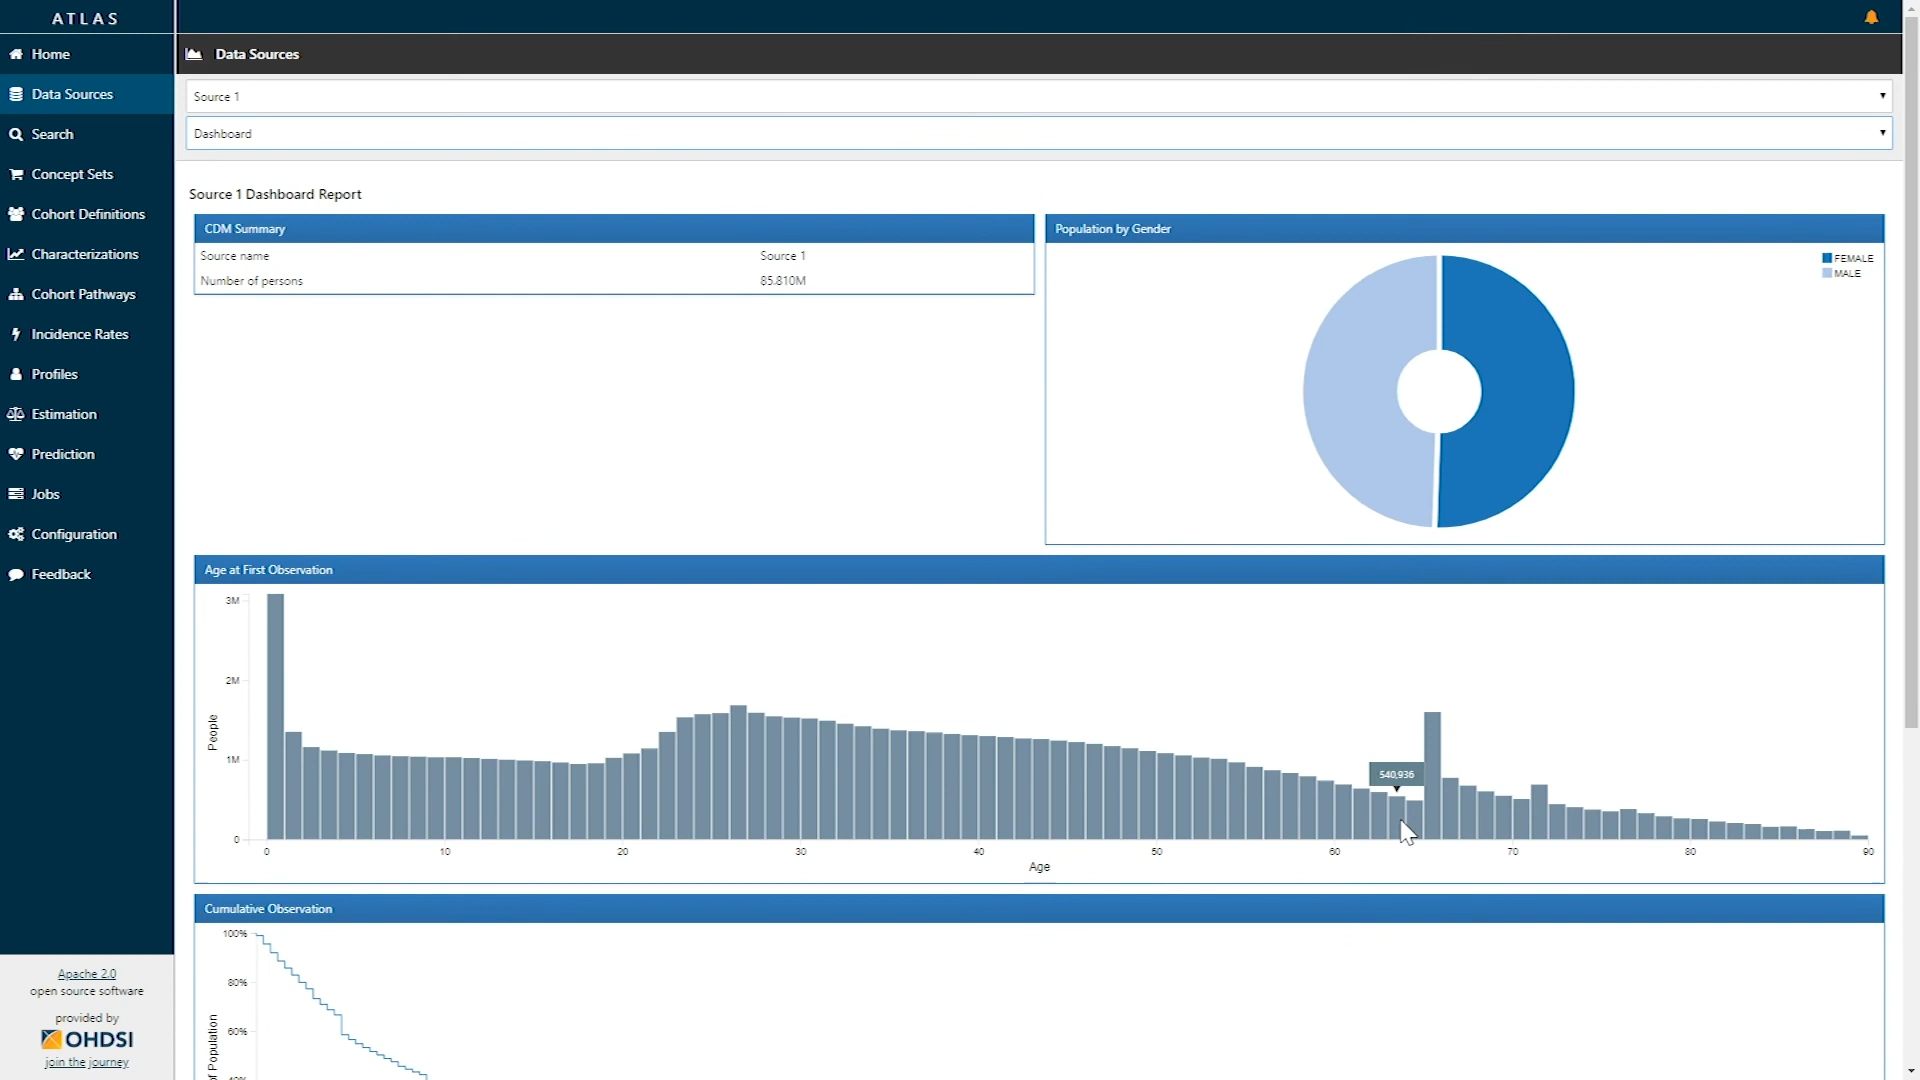 ATLAS
Home
Data Sources
Search
Concept Sets
Cohort Definitions
Characterizations
Cohort Pathways
Incidence Rates
Profiles
Estimation
Prediction
Jobs
Configuration
Feedback
Apache 2.0
open source software
provided by
OHDSI
join the journey
Data Sources
Source 1
Dashboard
Source 1 Dashboard Report
CDM Summary
Source name Source 1
Number of persons 85.810M
Population by Gender
FEMALE
MALE
Age at First Observation
3M
2M
1M
0
People
540,936
0 10 20 30 40 50 60 70 80 90
Age
Cumulative Observation
100%
80%
60%
40%
of Population